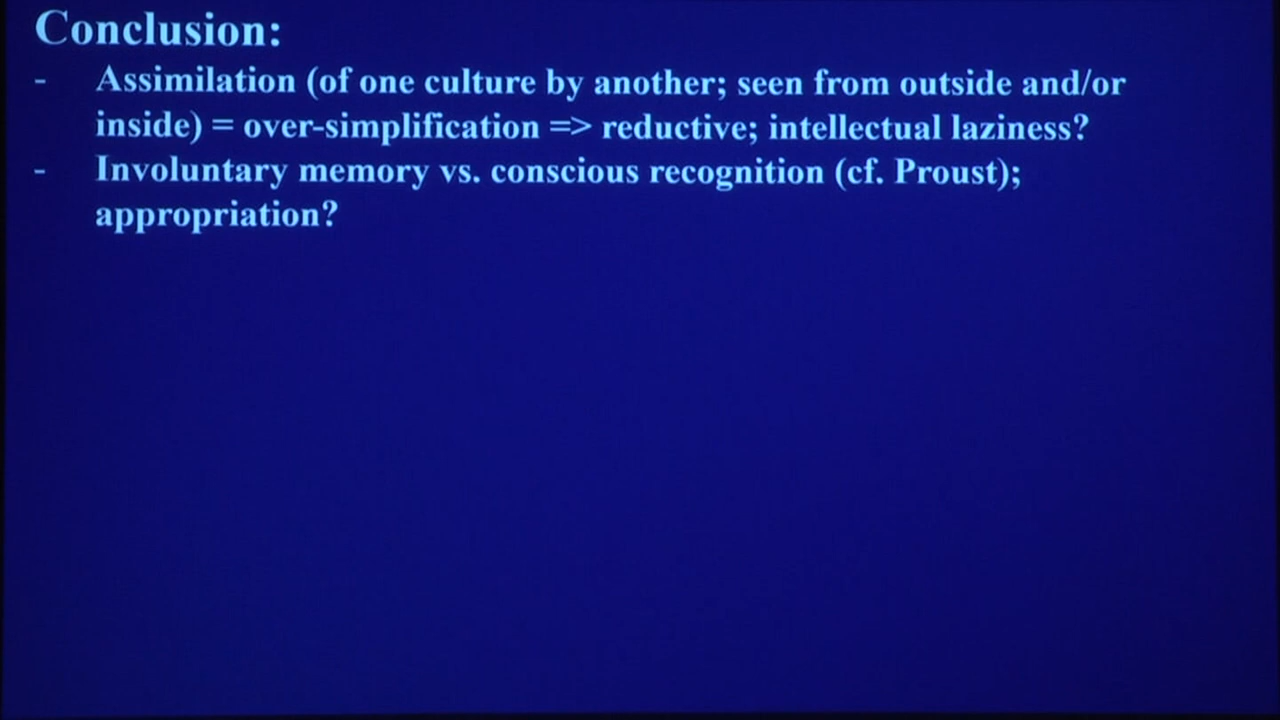 Conclusion:
- Assimilation (of one culture by another; seen from outside and/or
inside) = over-simplification => reductive; intellectual laziness?
- Involuntary memory vs. conscious recognition (cf. Proust);
appropriation?